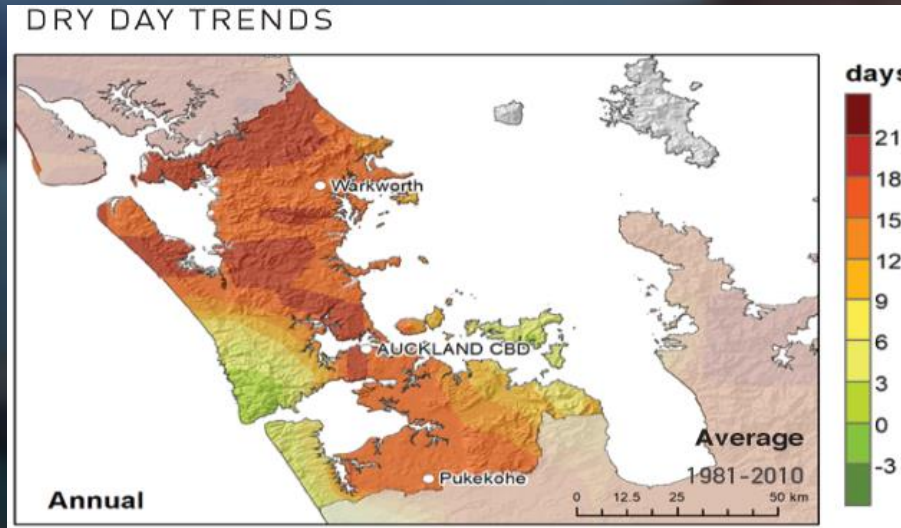 DRY DAY TRENDS
days
21
18
15
12
9
6
3
0
-3
Warkworth
AUCKLAND CBD
Pukekohe
Average
1981-2010
0 12.5 25 50 km
Annual